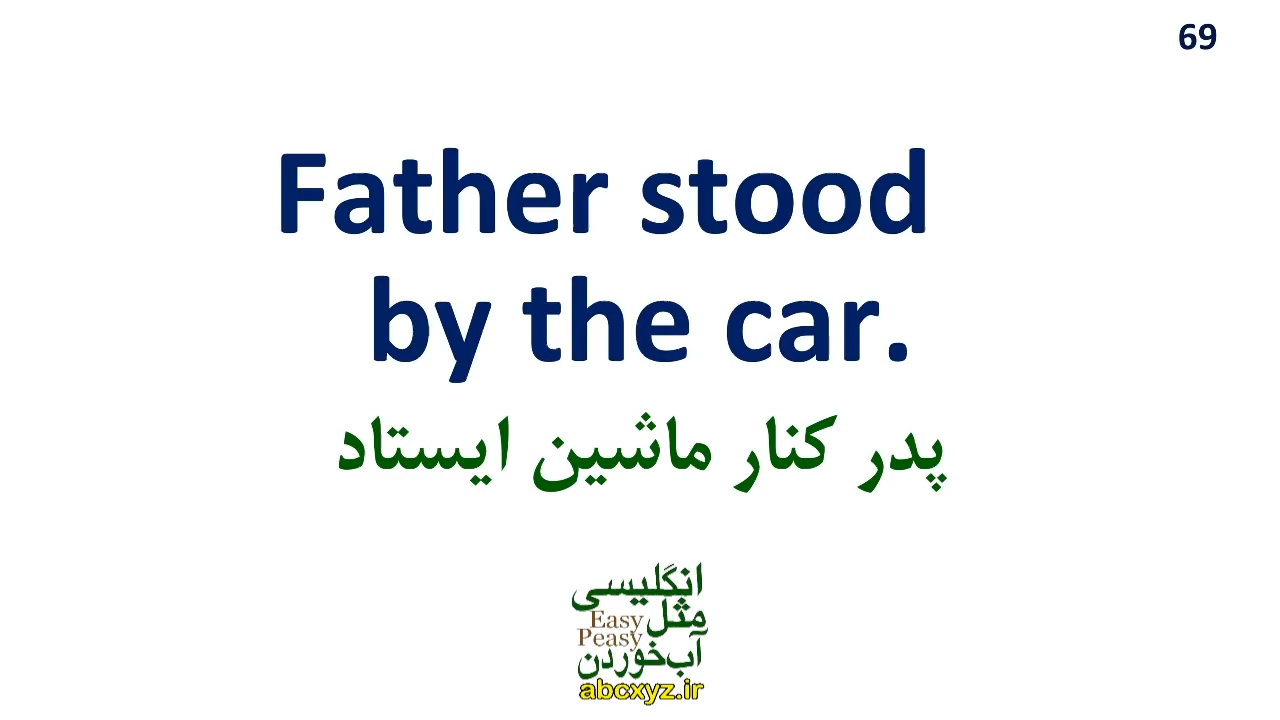 69
Father stood
by the car.
پدر کنار ماشین ایستاد
انگلیسی
مثل
Easy
Peasy
آب‌خوردن
abcxyz.ir